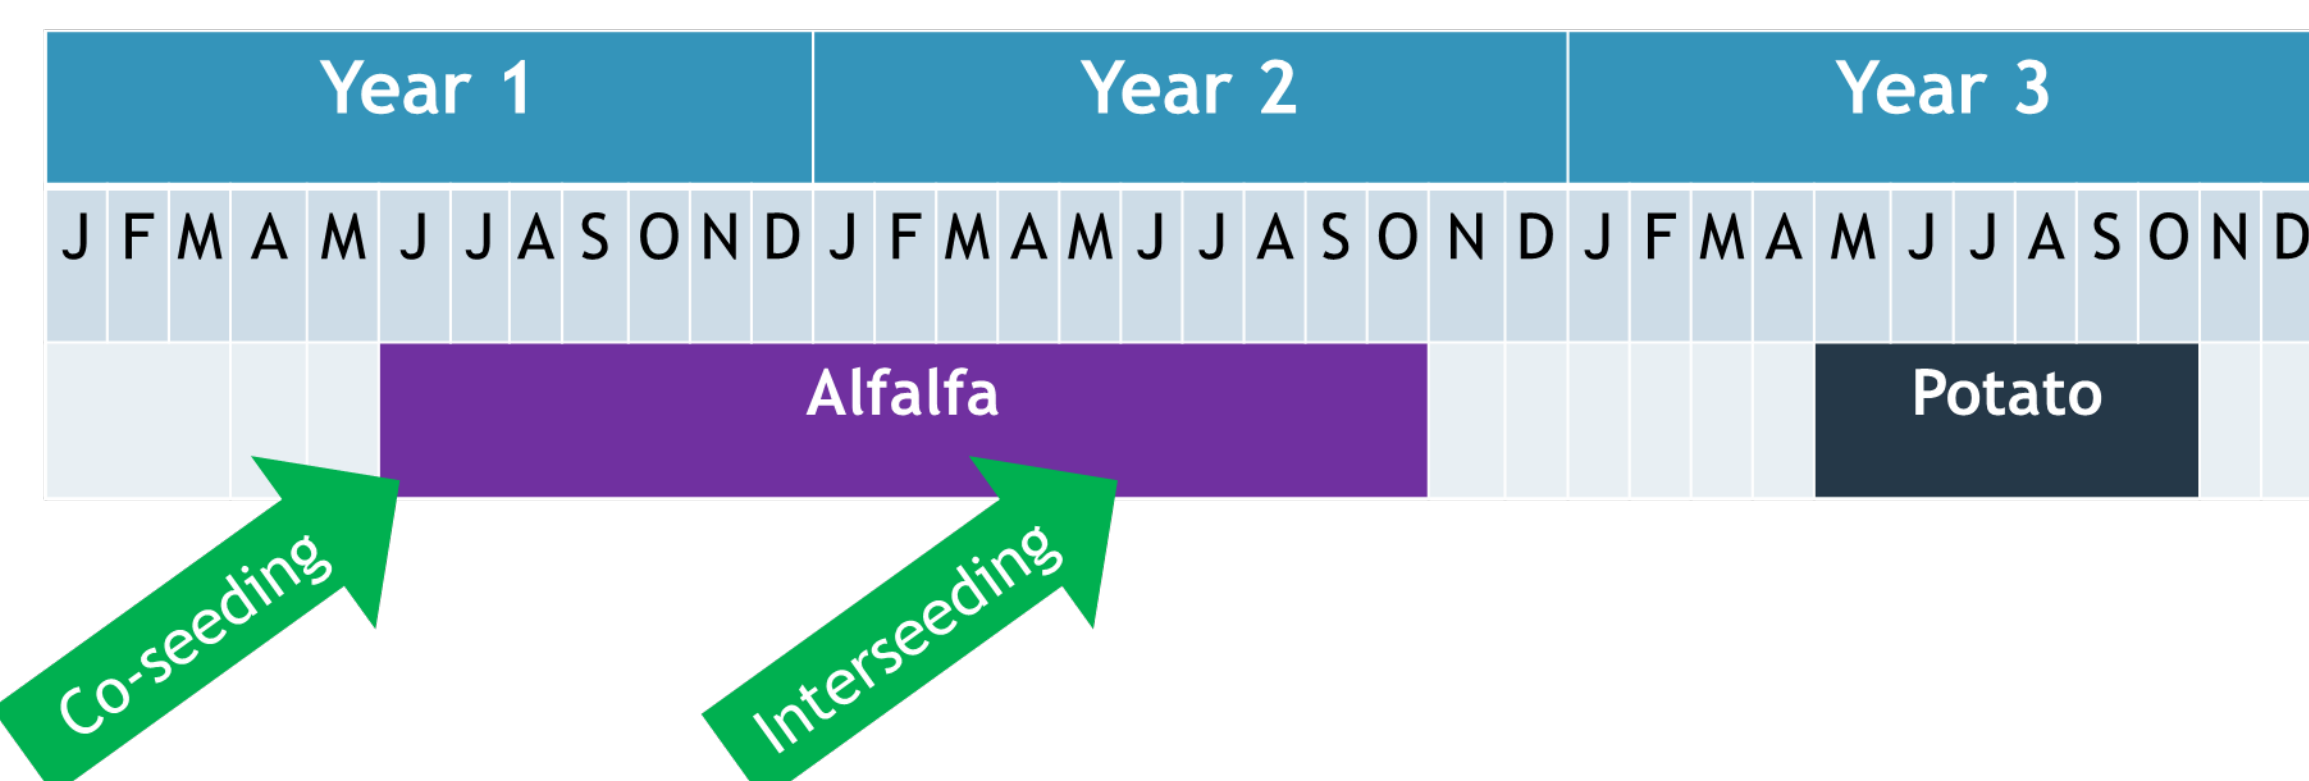 Year 1 Year 2 Year 3
J F M A M J J A S O N D J F M A M J J A S O N D J F M A M J J A S O N D
Alfalfa Potato
Co-seeding
Interseeding